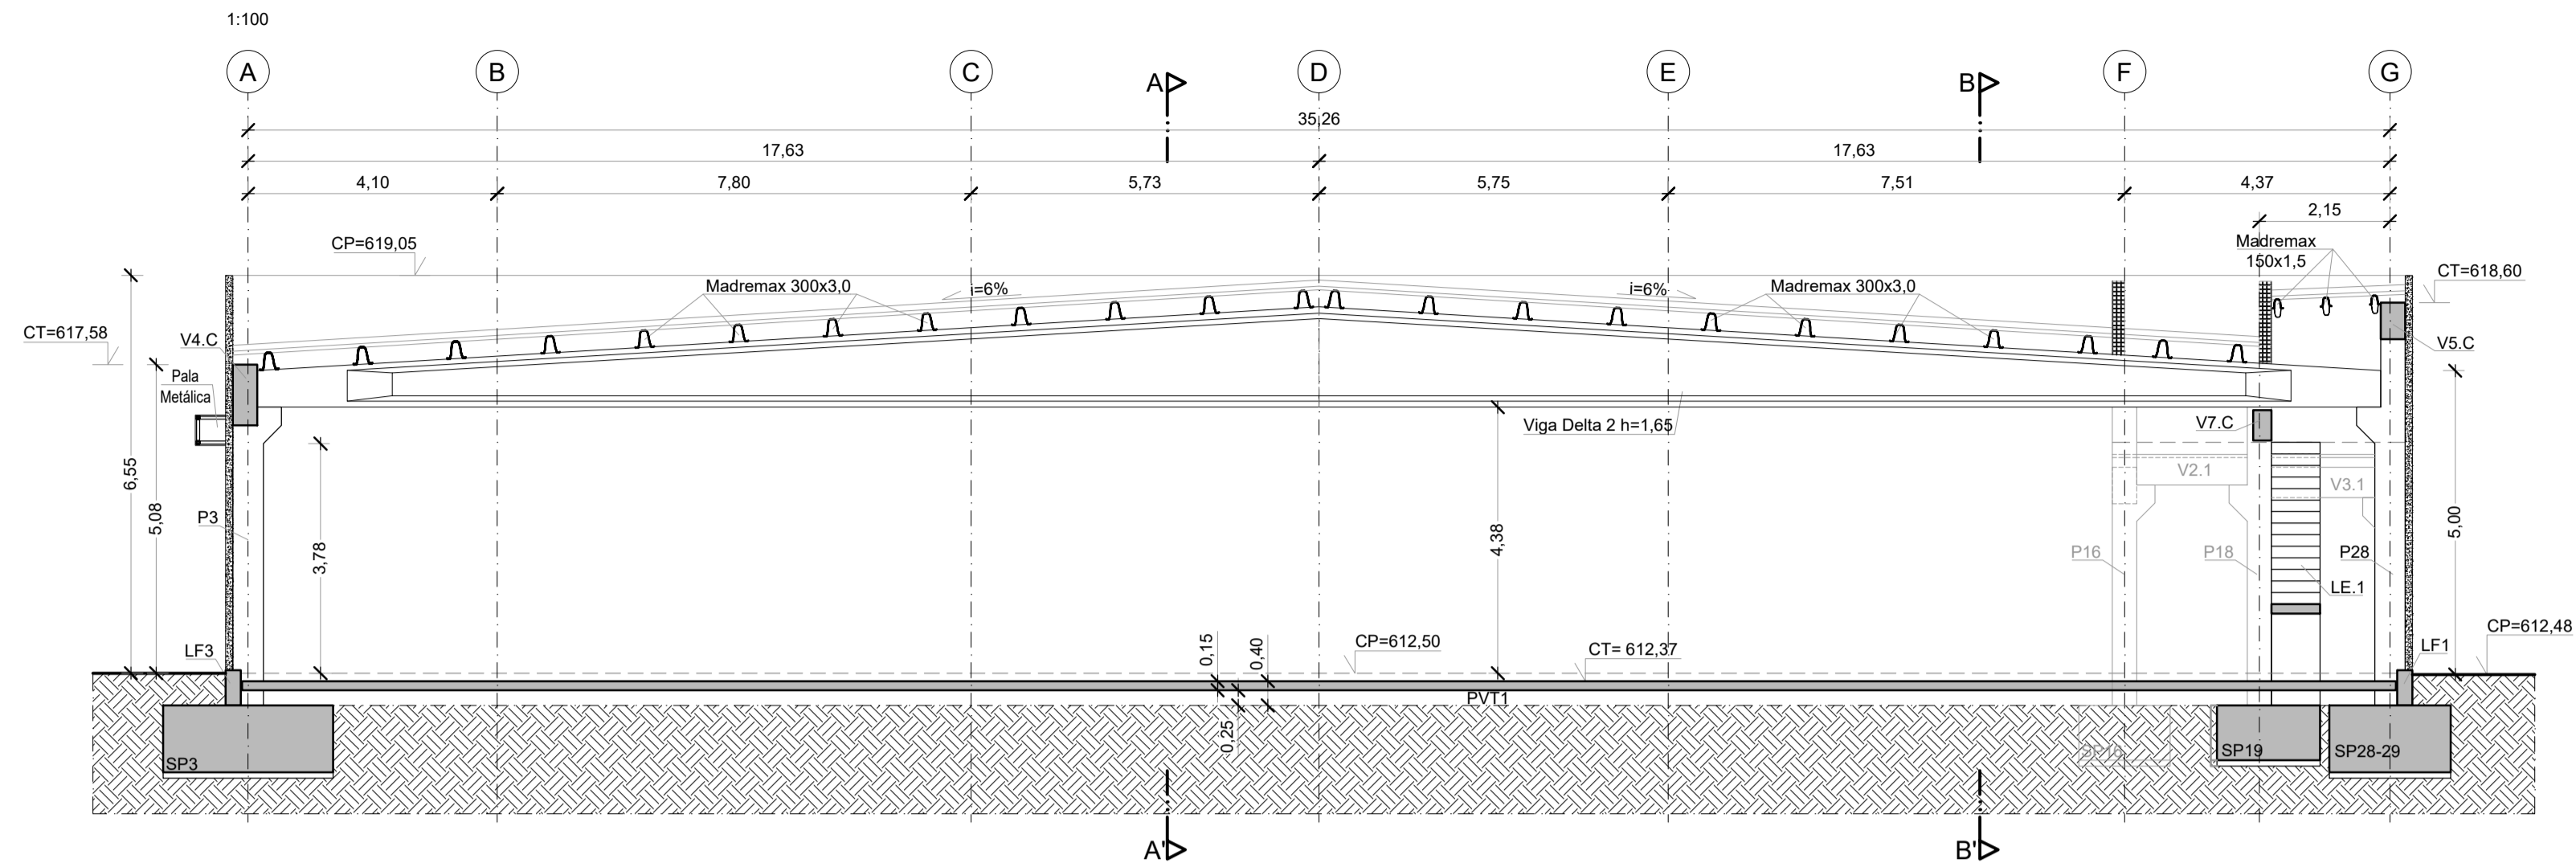 1:100
A
B
C
D
E
F
G
A
B
35,26
17,63
17,63
4,10
7,80
5,73
5,75
7,51
4,37
2,15
CP=619,05
Madremax
150x1,5
CT=618,60
Madremax 300x3,0
i=6%
i=6%
Madremax 300x3,0
CT=617,58
V4.C
V5.C
Pala
Metálica
Viga Delta 2 h=1,65
V7.C
6,55
5,08
3,78
4,38
5,00
V2.1
V3.1
P3
P16
P18
P28
LE.1
LF3
0,15
0,40
CP=612,50
CT= 612,37
CP=612,48
LF1
PVT1
0,25
SP3
SP16
SP19
SP28-29
A'
B'